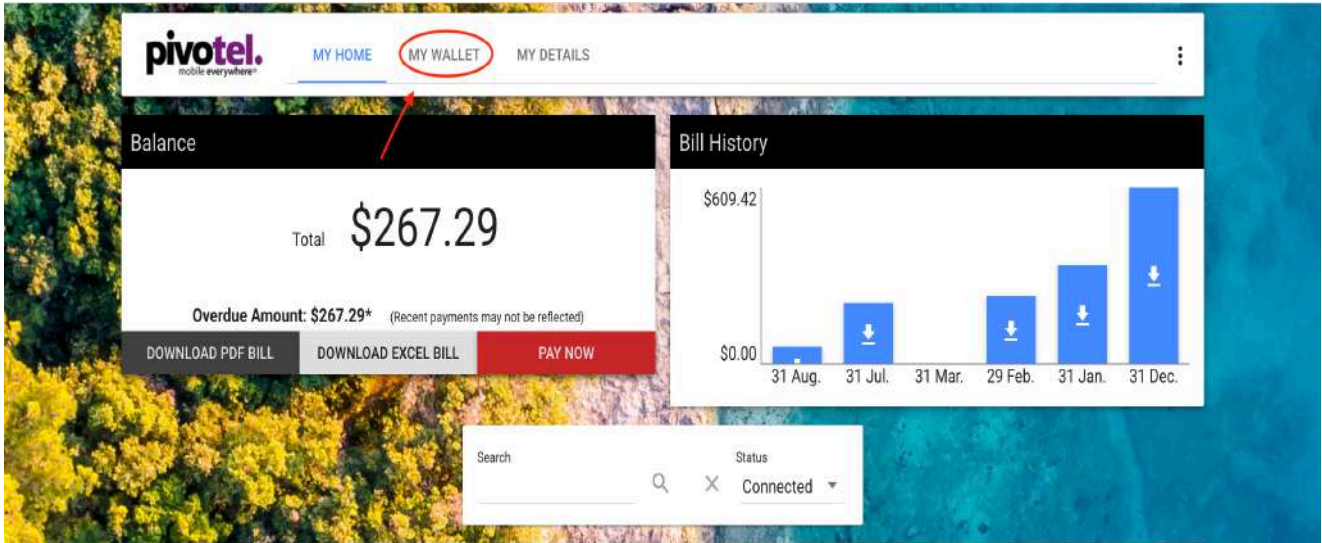 pivotel.
mobile everywhere®
MY HOME
MY WALLET
MY DETAILS
Balance
Total $267.29
Overdue Amount: $267.29* (Recent payments may not be reflected)
DOWNLOAD PDF BILL
DOWNLOAD EXCEL BILL
PAY NOW
Bill History
$609.42
$0.00
31 Aug. 31 Jul. 31 Mar. 29 Feb. 31 Jan. 31 Dec.
Search
Status
Connected